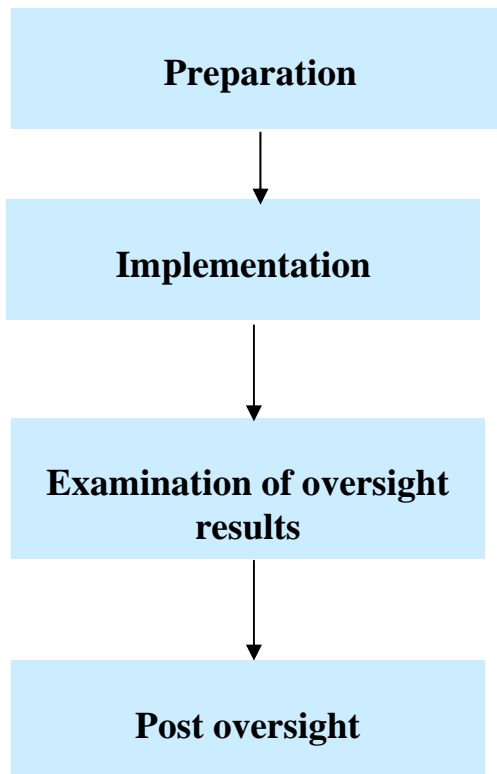 Preparation
Implementation
Examination of oversight
results
Post oversight